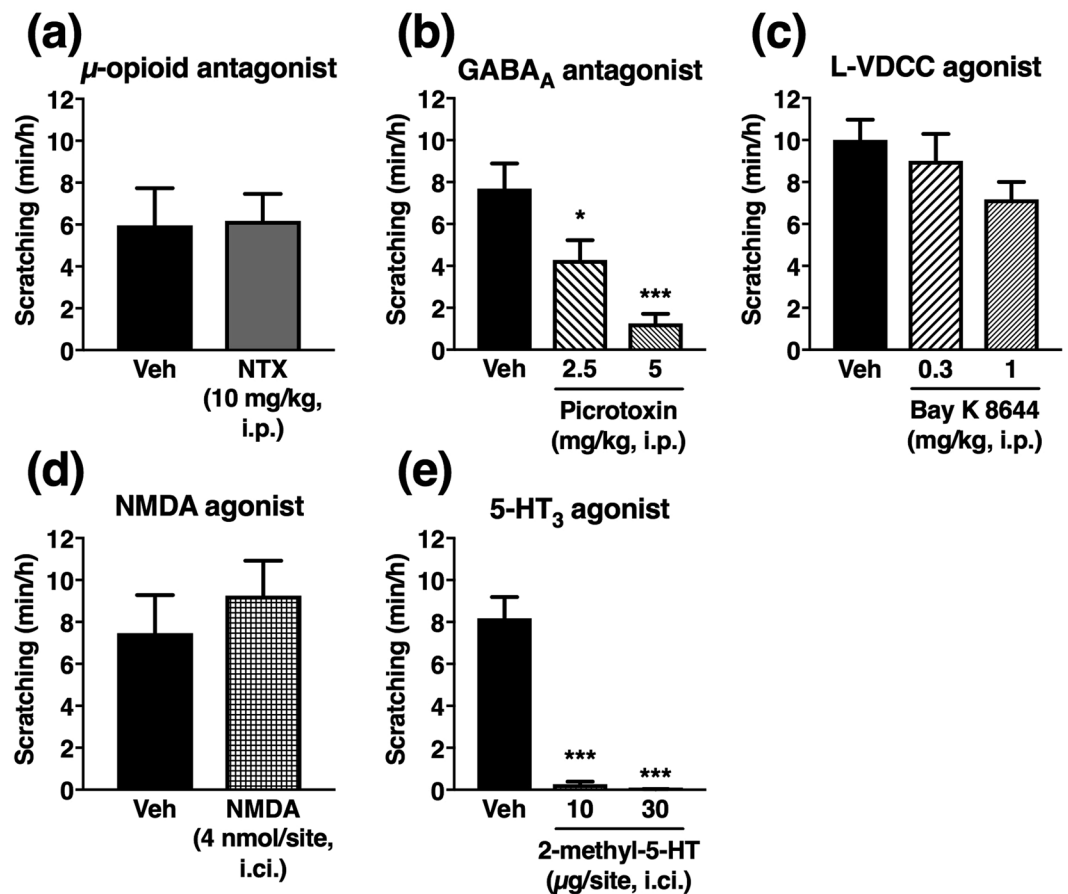 (a)
µ-opioid antagonist
Scratching (min/h)
12
10
8
6
4
2
0
Veh NTX
(10 mg/kg,
i.p.)
(b)
GABAA antagonist
Scratching (min/h)
12
10
8
6
4
2
0
*
***
Veh 2.5 5
Picrotoxin
(mg/kg, i.p.)
(c)
L-VDCC agonist
Scratching (min/h)
12
10
8
6
4
2
0
Veh 0.3 1
Bay K 8644
(mg/kg, i.p.)
(d)
NMDA agonist
Scratching (min/h)
12
10
8
6
4
2
0
Veh NMDA
(4 nmol/site,
i.ci.)
(e)
5-HT3 agonist
Scratching (min/h)
12
10
8
6
4
2
0
***
***
Veh 10 30
2-methyl-5-HT
(µg/site, i.ci.)